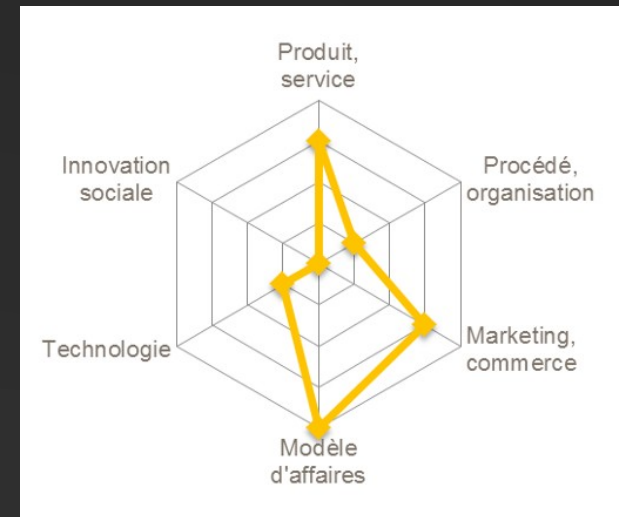 Produit,
service
Procédé,
organisation
Marketing,
commerce
Modèle
d'affaires
Technologie
Innovation
sociale